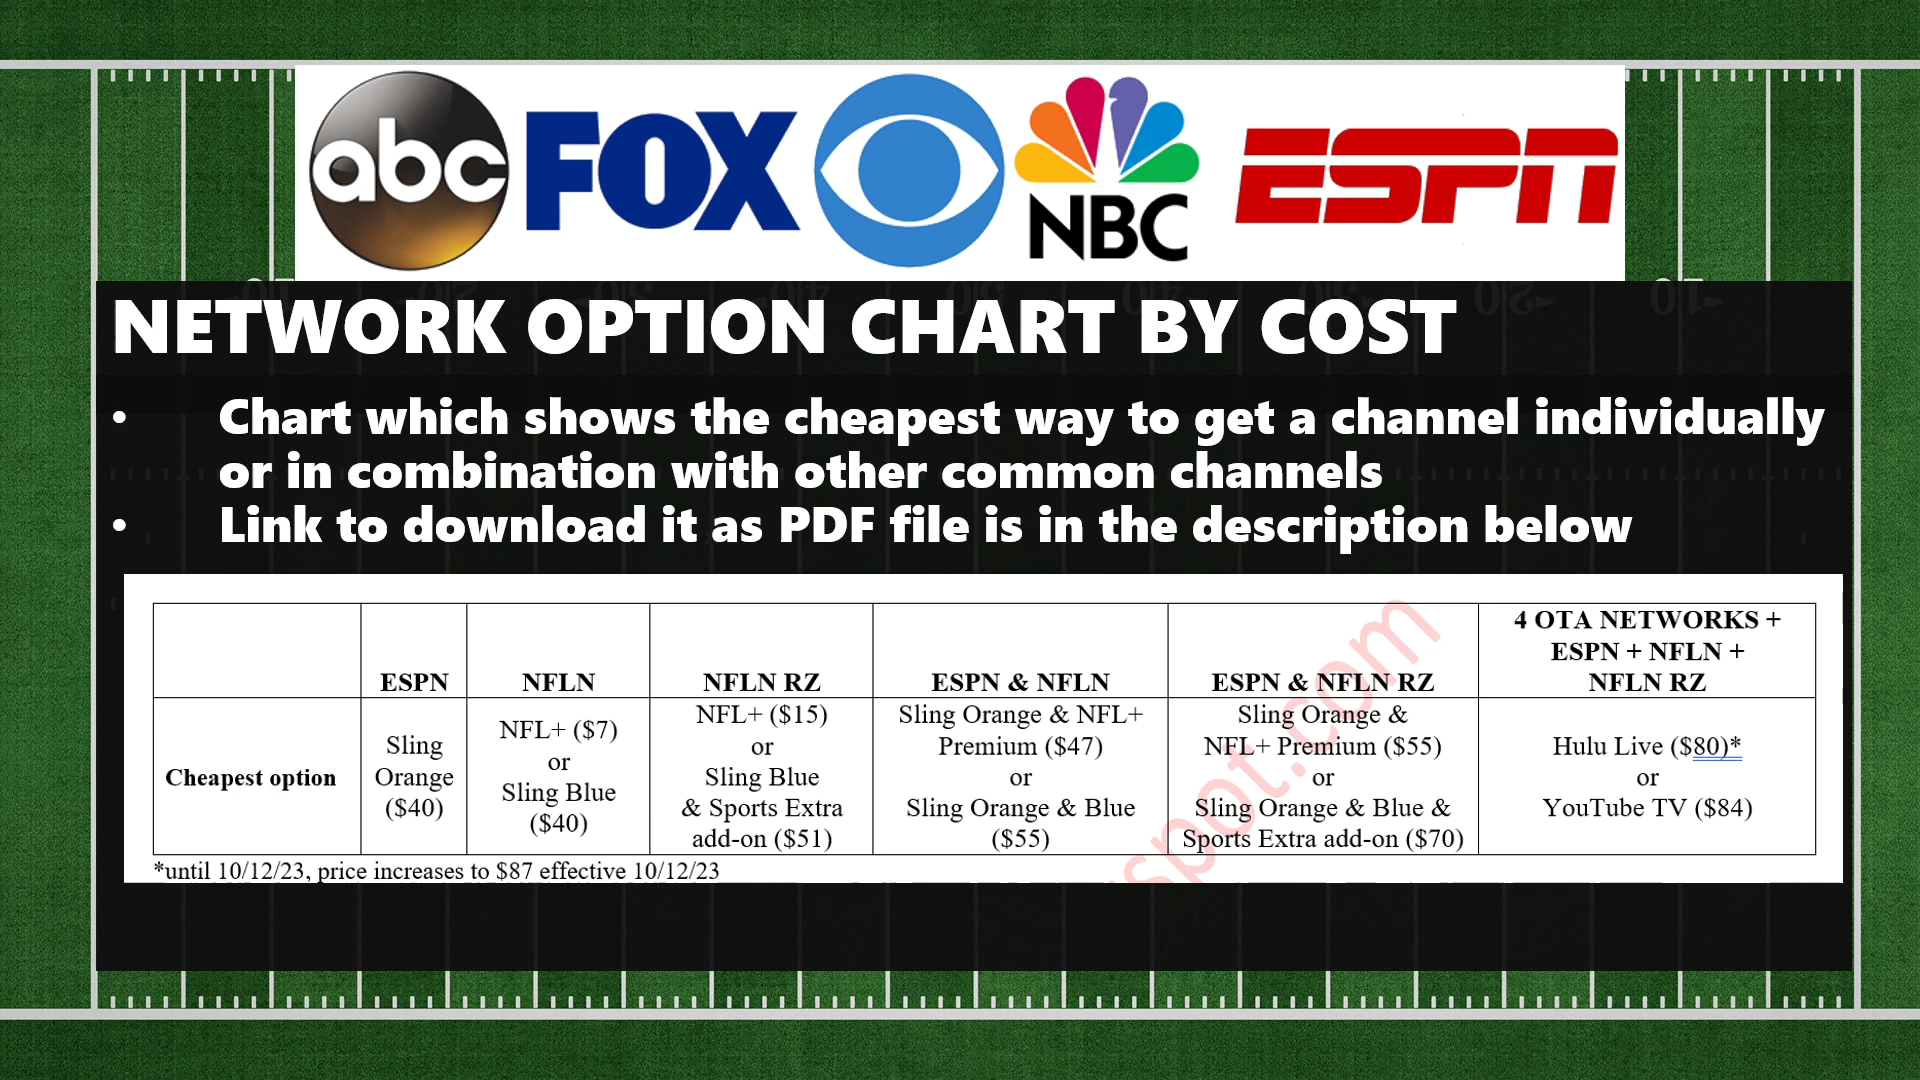 abc FOX NBC ESPN
NETWORK OPTION CHART BY COST
• Chart which shows the cheapest way to get a channel individually
or in combination with other common channels
• Link to download it as PDF file is in the description below
ESPN
NFLN
NFLN RZ
ESPN & NFLN
ESPN & NFLN RZ
4 OTA NETWORKS +
ESPN + NFLN +
NFLN RZ
Cheapest option
Sling
Orange
($40)
NFL+ ($7)
or
Sling Blue
($40)
NFL+ ($15)
or
Sling Blue
& Sports Extra
add-on ($51)
Sling Orange & NFL+
Premium ($47)
or
Sling Orange & Blue
($55)
Sling Orange &
NFL+ Premium ($55)
or
Sling Orange & Blue &
Sports Extra add-on ($70)
Hulu Live ($80)*
or
YouTube TV ($84)
*until 10/12/23, price increases to $87 effective 10/12/23
spot.com